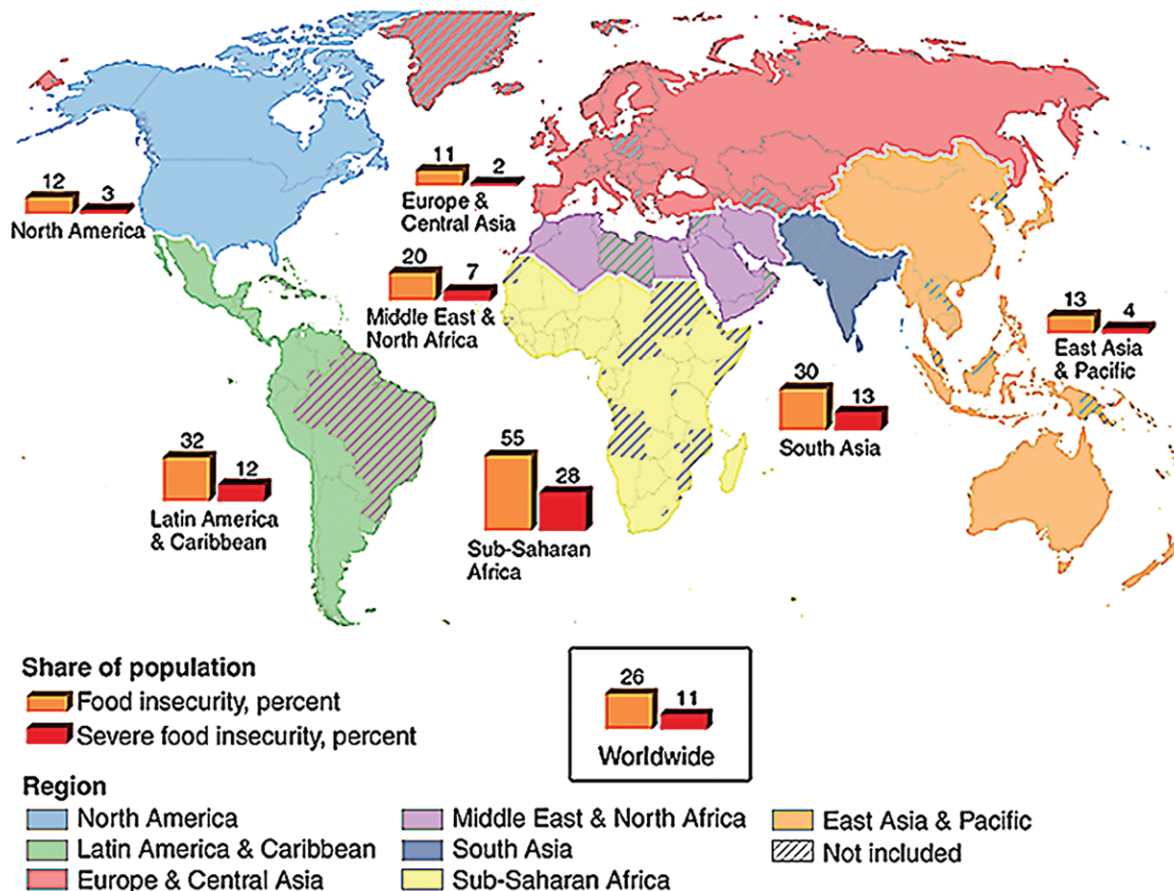 11 2
Europe &
Central Asia
12 3
North America
20 7
Middle East &
North Africa
13 4
East Asia
& Pacific
30 13
South Asia
32 12
Latin America
& Caribbean
55 28
Sub-Saharan
Africa
Share of population
Food insecurity, percent
Severe food insecurity, percent
26 11
Worldwide
Region
North America
Latin America & Caribbean
Europe & Central Asia
Middle East & North Africa
South Asia
Sub-Saharan Africa
East Asia & Pacific
Not included